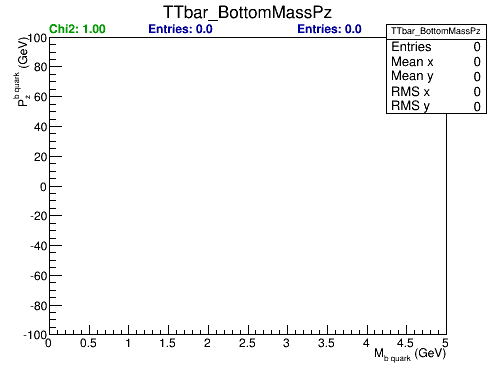 TTbar_BottomMassPz
Chi2: 1.00 Entries: 0.0 Entries: 0.0
TTbar_BottomMassPz
Entries 0
Mean x 0
Mean y 0
RMS x 0
RMS y 0
P_z^b quark (GeV)
100
80
60
40
20
0
-20
-40
-60
-80
-100
0 0.5 1 1.5 2 2.5 3 3.5 4 4.5 5
M_b quark (GeV)